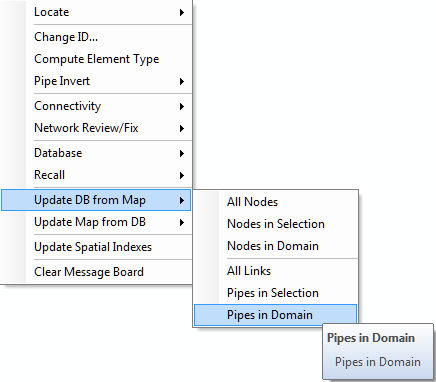 Locate
Change ID...
Compute Element Type
Pipe Invert
Connectivity
Network Review/Fix
Database
Recall
Update DB from Map
Update Map from DB
Update Spatial Indexes
Clear Message Board
All Nodes
Nodes in Selection
Nodes in Domain
All Links
Pipes in Selection
Pipes in Domain
Pipes in Domain
Pipes in Domain